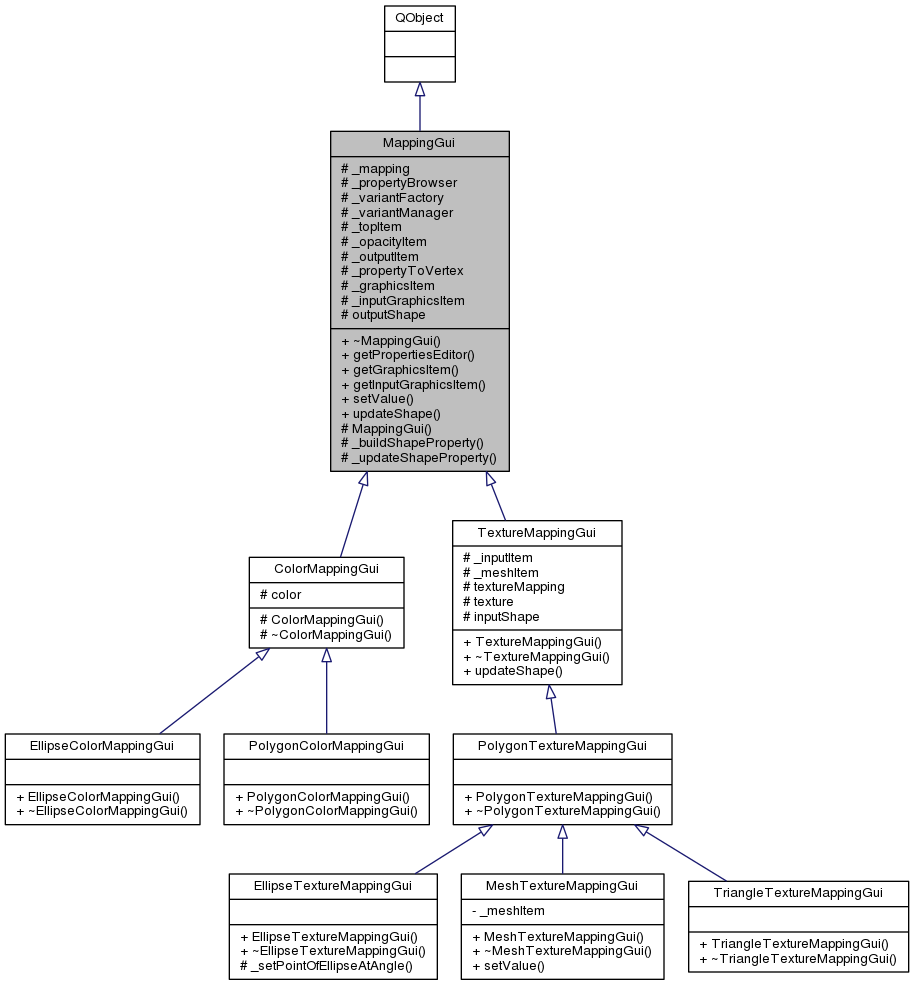 QObject
MappingGui
# _mapping
# _propertyBrowser
# _variantFactory
# _variantManager
# _topItem
# _opacityItem
# _outputItem
# _propertyToVertex
# _graphicsItem
# _inputGraphicsItem
# outputShape
+ ~MappingGui()
+ getPropertiesEditor()
+ getGraphicsItem()
+ getInputGraphicsItem()
+ setValue()
+ updateShape()
# MappingGui()
# _buildShapeProperty()
# _updateShapeProperty()
ColorMappingGui
# color
# ColorMappingGui()
# ~ColorMappingGui()
TextureMappingGui
# _inputItem
# _meshItem
# textureMapping
# texture
# inputShape
+ TextureMappingGui()
+ ~TextureMappingGui()
+ updateShape()
EllipseColorMappingGui
+ EllipseColorMappingGui()
+ ~EllipseColorMappingGui()
PolygonColorMappingGui
+ PolygonColorMappingGui()
+ ~PolygonColorMappingGui()
PolygonTextureMappingGui
+ PolygonTextureMappingGui()
+ ~PolygonTextureMappingGui()
EllipseTextureMappingGui
+ EllipseTextureMappingGui()
+ ~EllipseTextureMappingGui()
# _setPointOfEllipseAtAngle()
MeshTextureMappingGui
- _meshItem
+ MeshTextureMappingGui()
+ ~MeshTextureMappingGui()
+ setValue()
TriangleTextureMappingGui
+ TriangleTextureMappingGui()
+ ~TriangleTextureMappingGui()